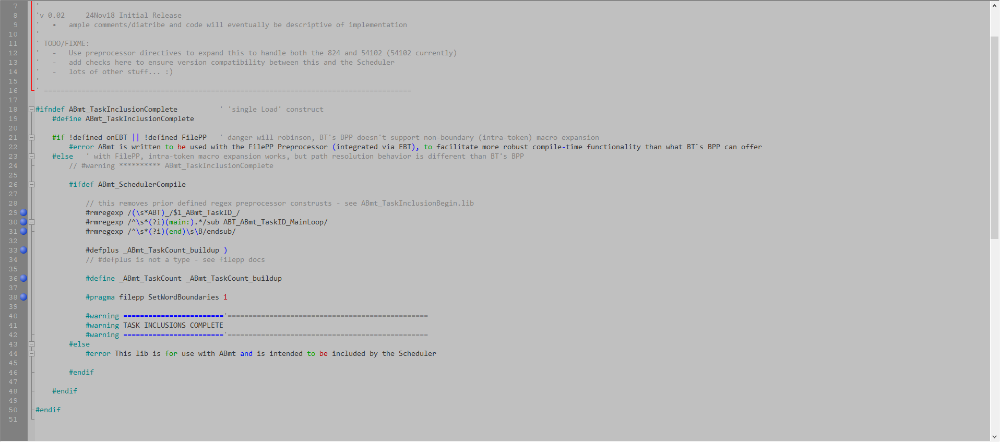 7 '
8 'v 0.02     24Nov18 Initial Release
9 '   •   ample comments/diatribe and code will eventually be descriptive of implementation
10 '
11 ' TODO/FIXME:
12 '   -   Use preprocessor directives to expand this to handle both the 824 and 54102 (54102 currently)
13 '   -   add checks here to ensure version compatibility between this and the Scheduler
14 '   -   lots of other stuff... :)
15 '
16 ' ========================================================================================
17
18 #ifndef ABmt_TaskInclusionComplete          ' 'single Load' construct
19     #define ABmt_TaskInclusionComplete
20
21     #if !defined onEBT || !defined FilePP   ' danger will robinson, BT's BPP doesn't support non-boundary (intra-token) macro expansion
22         #error ABmt is written to be used with the FilePP Preprocessor (integrated via EBT), to facilitate more robust compile-time functionality than what BT`s BPP can offer
23     #else   ' with FilePP, intra-token macro expansion works, but path resolution behavior is different than BT's BPP
24         // #warning ********** ABmt_TaskInclusionComplete
25
26         #ifdef ABmt_SchedulerCompile
27
28             // this removes prior defined regex preprocessor construsts - see ABmt_TaskInclusionBegin.lib
29             #rmregexp /(\s*ABT)_/$1_ABmt_TaskID_/
30             #rmregexp /^\s*(?i)(main:).*/sub ABT_ABmt_TaskID_MainLoop/
31             #rmregexp /^\s*(?i)(end)\s\B/endsub/
32
33             #defplus _ABmt_TaskCount_buildup )
34             // #defplus is not a type - see filepp docs
35
36             #define _ABmt_TaskCount _ABmt_TaskCount_buildup
37
38             #pragma filepp SetWordBoundaries 1
39
40             #warning ========================'================================================
41             #warning TASK INCLUSIONS COMPLETE
42             #warning ========================'================================================
43         #else
44             #error This lib is for use with ABmt and is intended to be included by the Scheduler
45
46         #endif
47
48     #endif
49
50 #endif
51